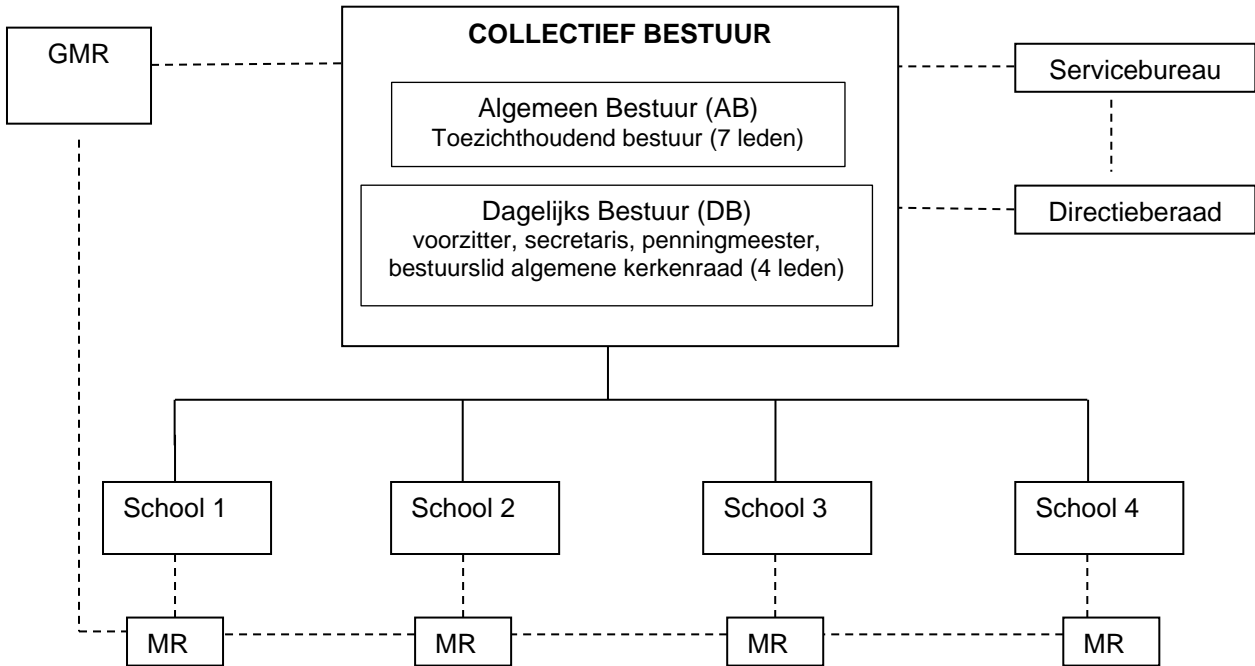 COLLECTIEF BESTUUR
GMR
Servicebureau
Algemeen Bestuur (AB)
Toezichthoudend bestuur (7 leden)
Dagelijks Bestuur (DB)
voorzitter, secretaris, penningmeester,
bestuurslid algemene kerkenraad (4 leden)
Directieberaad
School 1
School 2
School 3
School 4
MR
MR
MR
MR